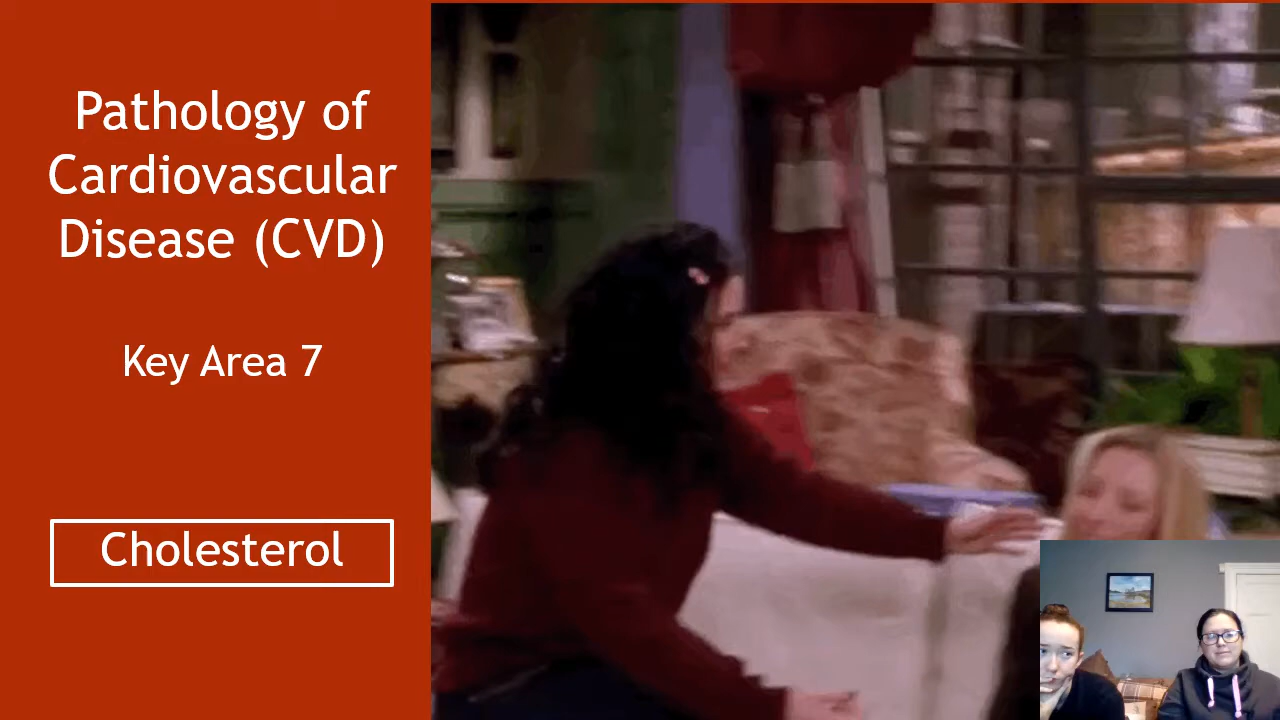 Pathology of
Cardiovascular
Disease (CVD)
Key Area 7
Cholesterol